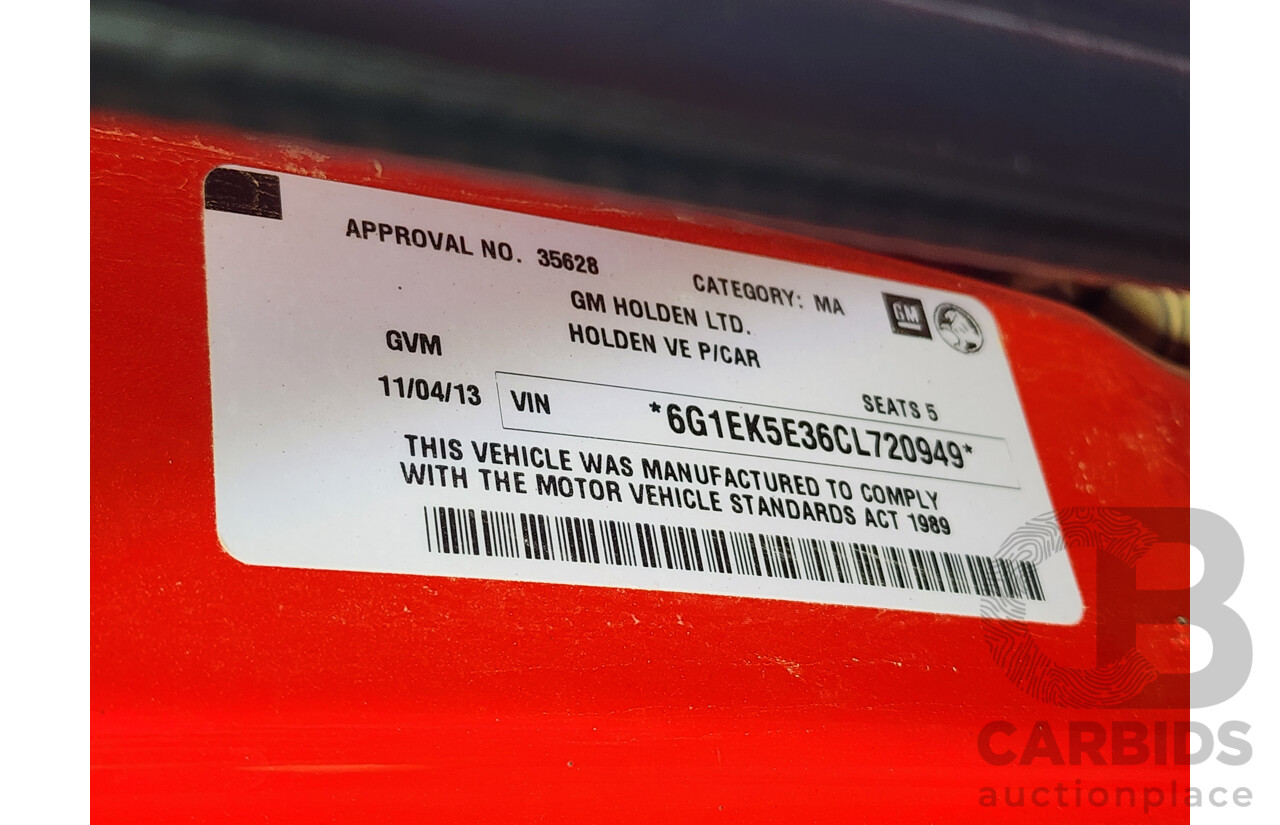 APPROVAL NO. 35628
CATEGORY: MA
GM
GM HOLDEN LTD.
HOLDEN VE P/CAR
GVM
SEATS 5
11/04/13
VIN *6G1EK5E36CL720949*
THIS VEHICLE WAS MANUFACTURED TO COMPLY
WITH THE MOTOR VEHICLE STANDARDS ACT 1989
CB
CARBIDS
auctionplace